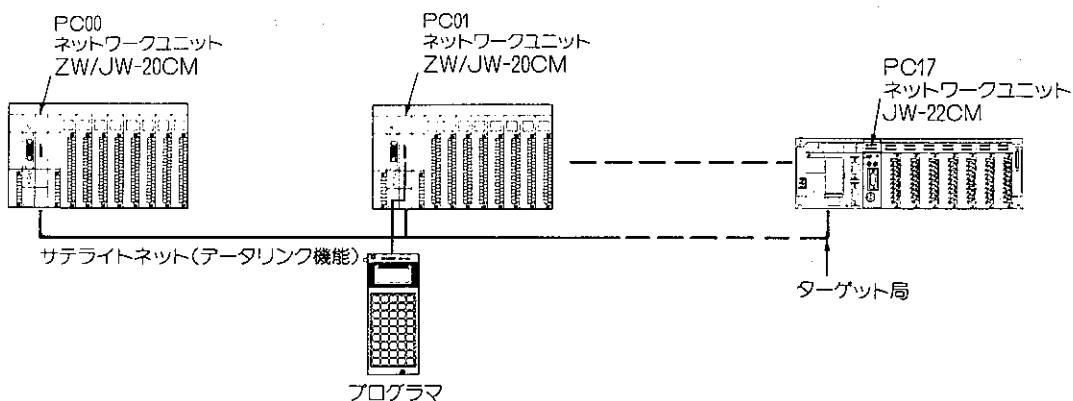 PC00
ネットワークユニット
ZW/JW-20CM
PC01
ネットワークユニット
ZW/JW-20CM
PC17
ネットワークユニット
JW-22CM
サテライトネット(データリンク機能)
ターゲット局
プログラマ